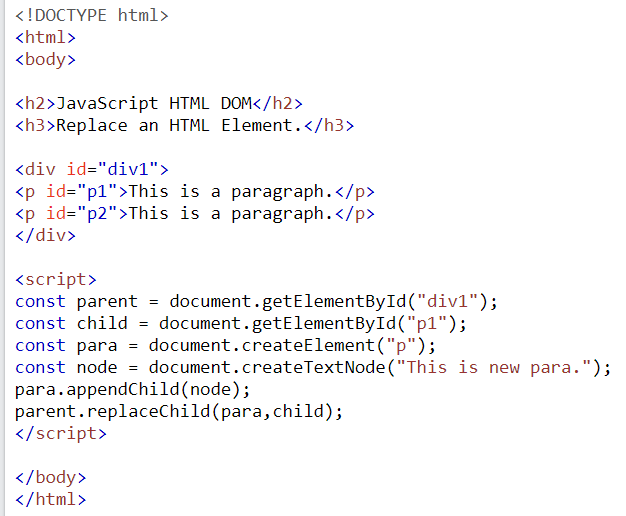 <!DOCTYPE html>
<html>
<body>
<h2>JavaScript HTML DOM</h2>
<h3>Replace an HTML Element.</h3>
<div id="div1">
<p id="p1">This is a paragraph.</p>
<p id="p2">This is a paragraph.</p>
</div>
<script>
const parent = document.getElementById("div1");
const child = document.getElementById("p1");
const para = document.createElement("p");
const node = document.createTextNode("This is new para.");
para.appendChild(node);
parent.replaceChild(para,child);
</script>
</body>
</html>